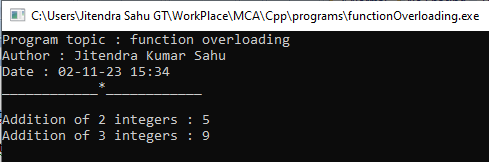 C:\Users\Jitendra Sahu GT\WorkPlace\MCA\Cpp\programs\functionOverloading.exe
Program topic : function overloading
Author : Jitendra Kumar Sahu
Date : 02-11-23 15:34
____________*____________
Addition of 2 integers : 5
Addition of 3 integers : 9